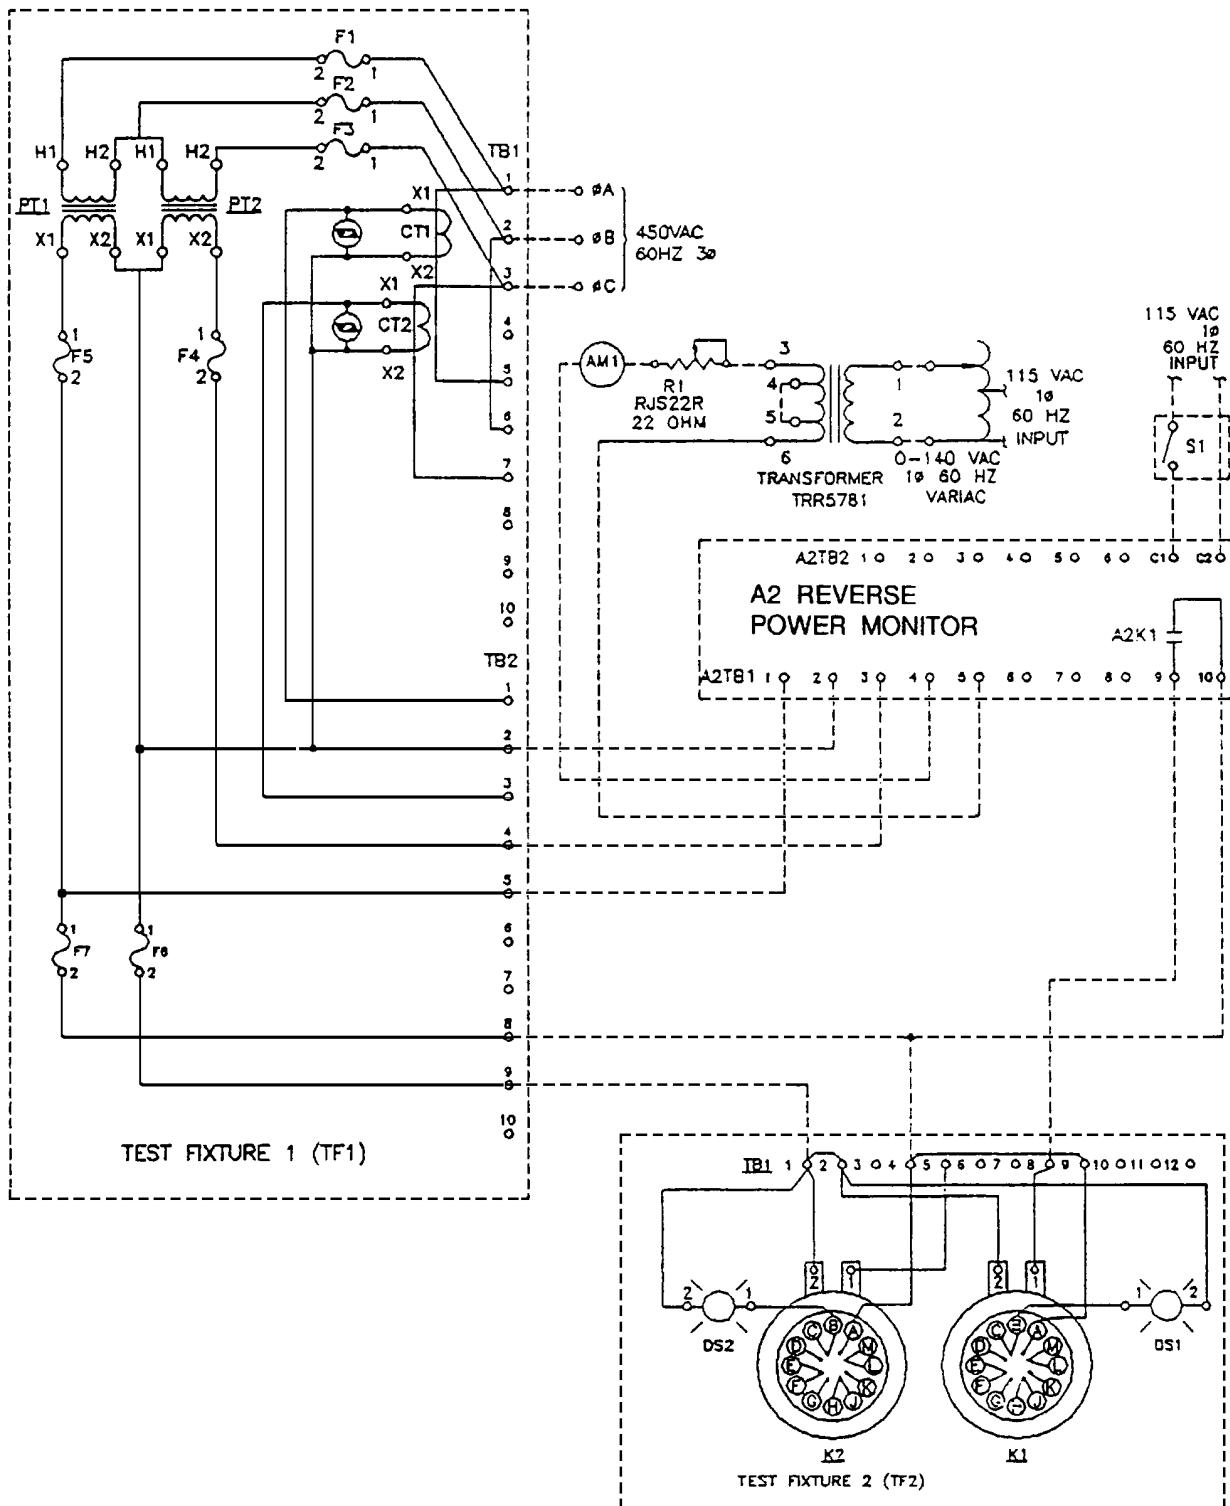 F1
2 1
F2
2 1
F3
2 1
H1 H2 H1 H2
PT1 PT2
X1 X2 X1 X2
TB1
1
2
3
4
5
6
7
8
9
10
X1
CT1
X2
X1
CT2
X2
ØA
ØB
ØC
450VAC
60HZ 3Ø
1
F5
2
1
F4
2
AM1
R1
RJS22R
22 OHM
3
4
5
6
1
2
TRANSFORMER
TRR5781
0-140 VAC
1Ø 60 HZ
VARIAC
115 VAC
1Ø
60 HZ
INPUT
115 VAC
1Ø
60 HZ
INPUT
S1
A2TB2 1 2 3 4 5 6 C1 C2
A2 REVERSE
POWER MONITOR
A2K1
A2TB1 1 2 3 4 5 6 7 8 9 10
TB2
1
2
3
4
5
6
7
8
9
10
1
F7
2
1
F6
2
TEST FIXTURE 1 (TF1)
TB1 1 2 3 4 5 6 7 8 9 10 11 12
2 1 2 1
2 1
DS2
1 2
DS1
A B C D E F G H J K L M
K2
A C D E F G J K L M
K1
TEST FIXTURE 2 (TF2)